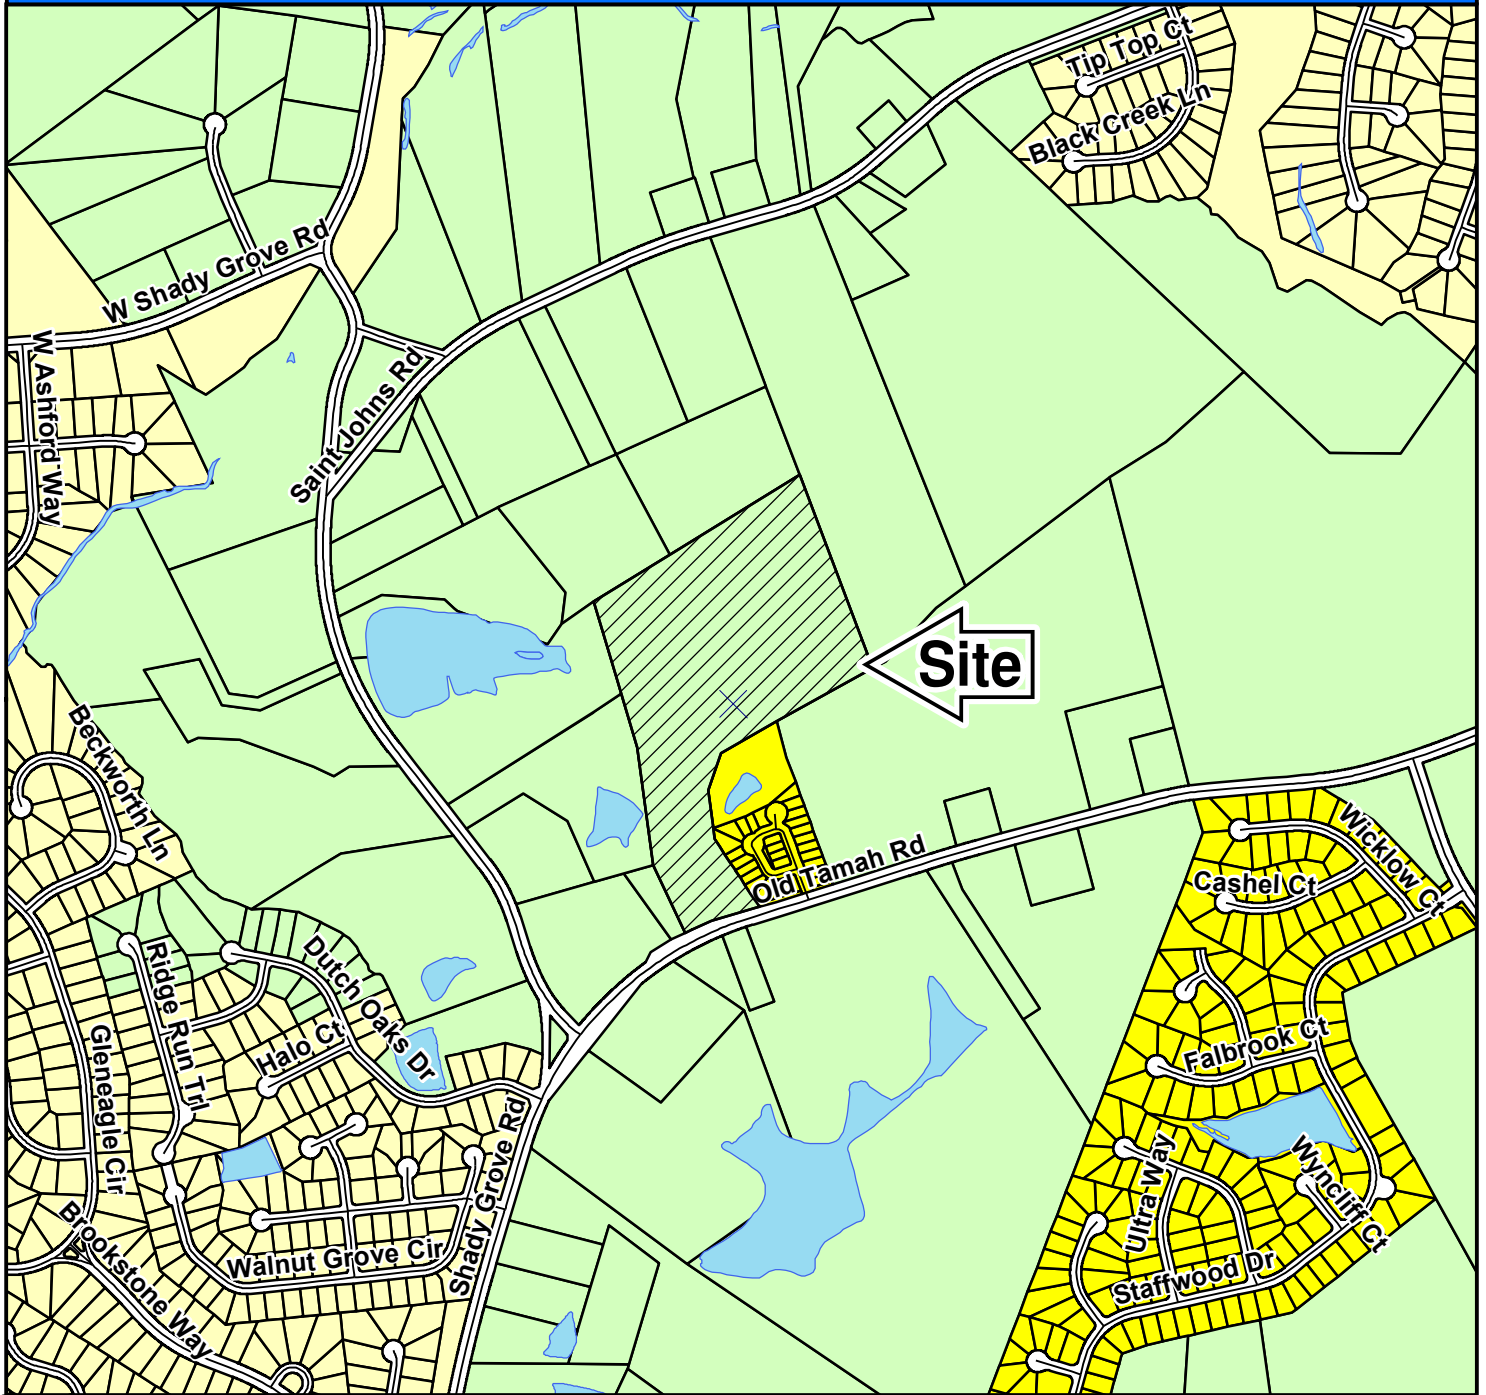 Tip Top Ct
Black Creek Ln
W Shady Grove Rd
W Ashford Way
Saint Johns Rd
Site
Beckworth Ln
Old Tamah Rd
Wicklow Ct
Cashel Ct
Dutch Oaks Dr
Ridge Run Trl
Halo Ct
Gleneagle Cir
Falbrook Ct
Shady Grove Rd
Ultra Way
Wyncliff Ct
Brookstone Way
Walnut Grove Cir
Staffwood Dr